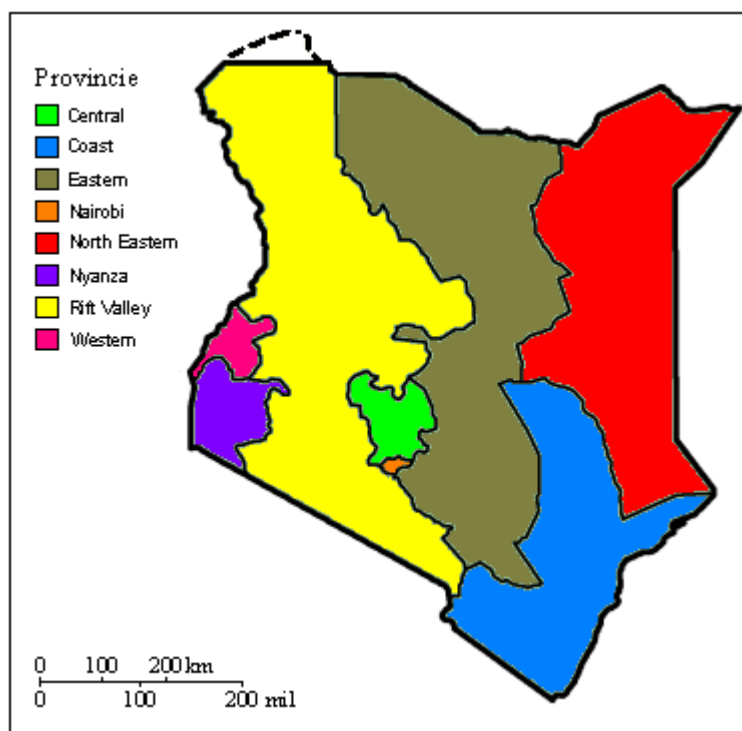 Provincie
Central
Coast
Eastern
Nairobi
North Eastern
Nyanza
Rift Valley
Western
0 100 200 km
0 100 200 mil